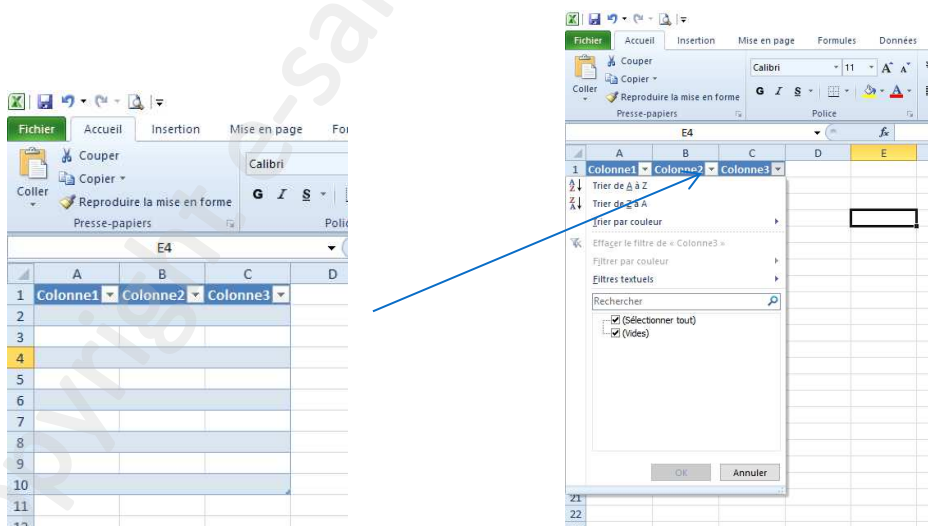 Fichier Accueil Insertion Mise en page
Couper
Copier
Coller
Reproduire la mise en forme
Presse-papiers
Calibri
G I S
E4
A B C D
1 Colonne1 Colonne2 Colonne3
2
3
4
5
6
7
8
9
10
11
Fichier Accueil Insertion Mise en page Formules Données
Couper
Copier
Coller
Reproduire la mise en forme
Presse-papiers
Calibri 11 A A
G I S A
Police
E4 fx
A B C D E
1 Colonne1 Colonne2 Colonne3
Trier de A à Z
Trier de Z à A
Trier par couleur
Effacer le filtre de « Colonne3 »
Filtrer par couleur
Filtres textuels
Rechercher
(Sélectionner tout)
(Vides)
OK Annuler
21
22